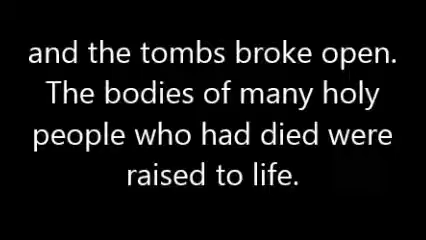 and the tombs broke open.
The bodies of many holy
people who had died were
raised to life.